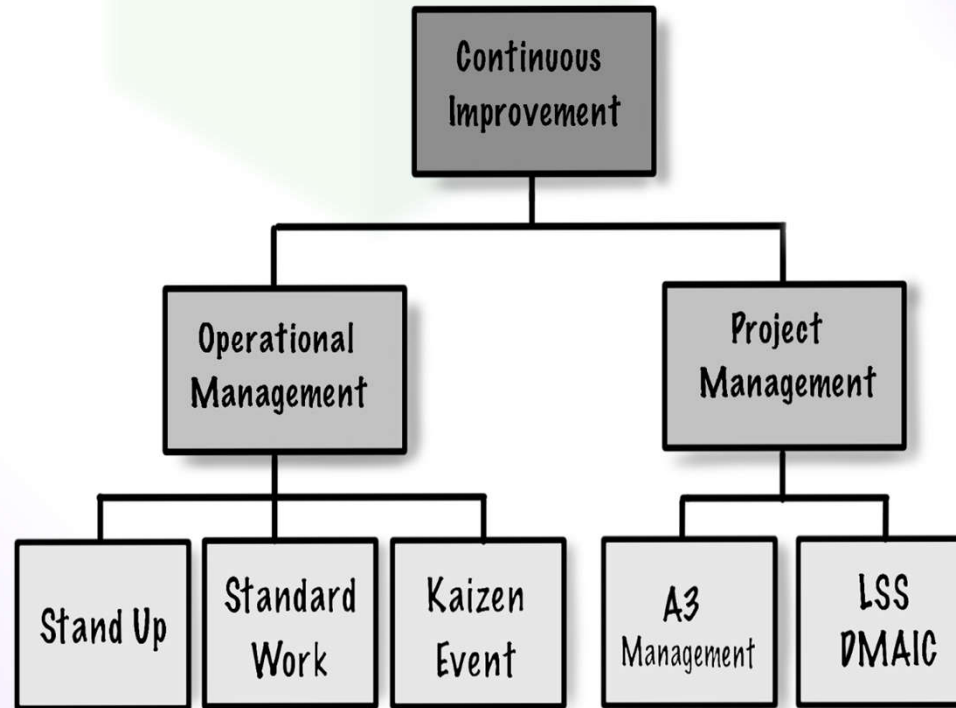 Continuous
Improvement
Operational
Management
Project
Management
Stand Up
Standard
Work
Kaizen
Event
A3
Management
LSS
DMAIC